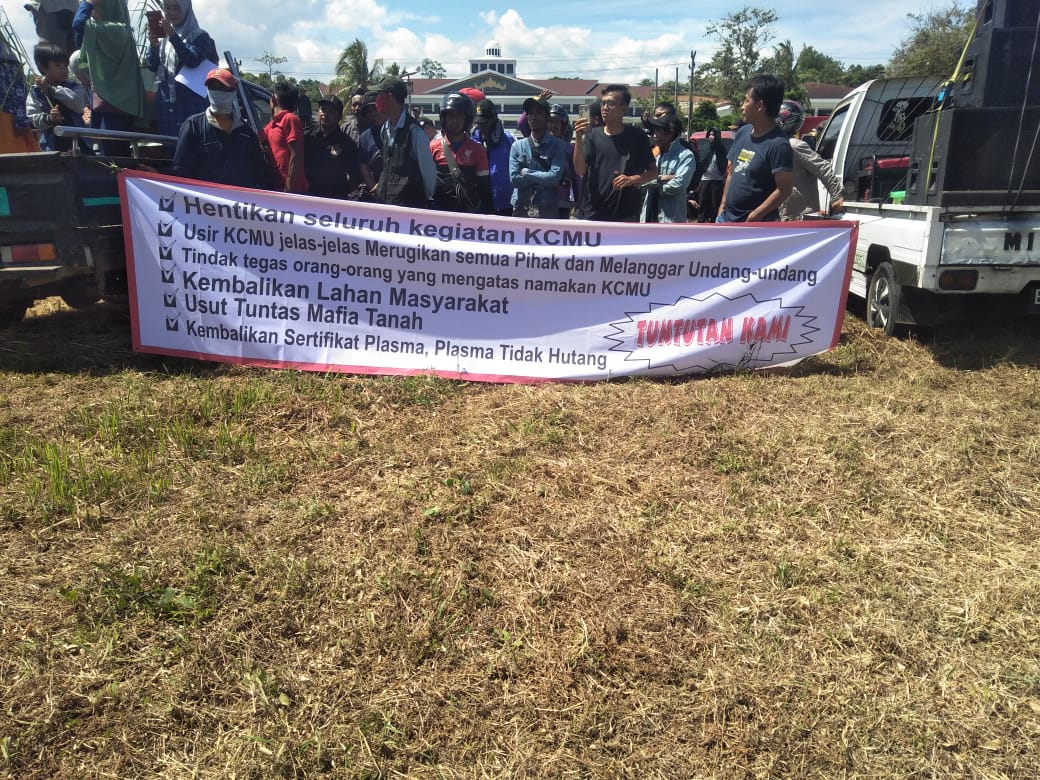 Hentikan seluruh kegiatan KCMU
Usir KCMU jelas-jelas Merugikan semua Pihak dan Melanggar Undang-undang
Tindak tegas orang-orang yang mengatas namakan KCMU
Kembalikan Lahan Masyarakat
Usut Tuntas Mafia Tanah
Kembalikan Sertifikat Plasma, Plasma Tidak Hutang
TUNTUTAN KAMI
MI